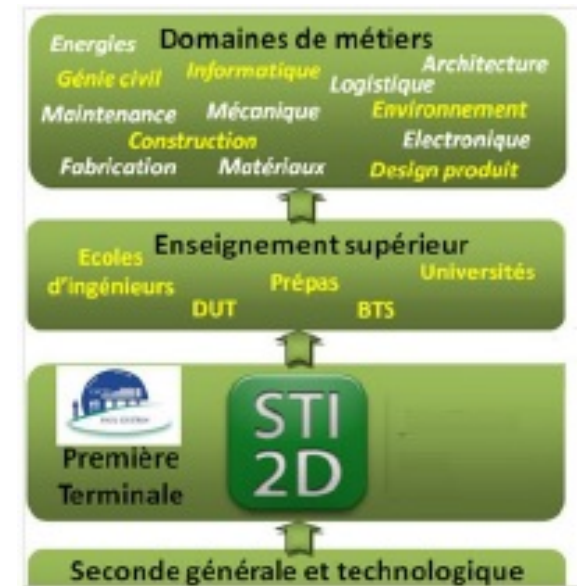 Domaines de métiers
Energies
Architecture
Génie civil
Informatique
Logistique
Maintenance
Mécanique
Environnement
Construction
Electronique
Fabrication
Matériaux
Design produit
Enseignement supérieur
Ecoles
d'ingénieurs
Prépas
Universités
DUT
BTS
STI
2D
Première
Terminale
Seconde générale et technologique